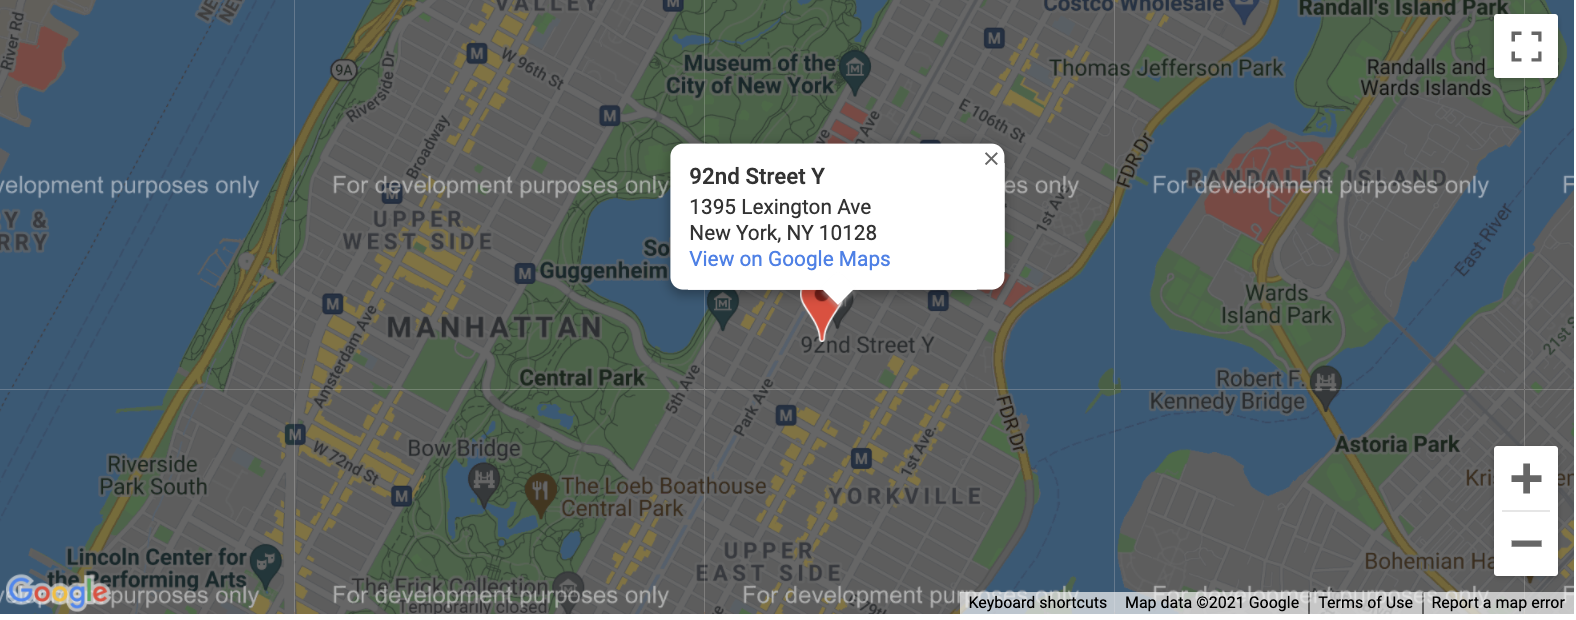 VALLEY
Costco Wholesale
Randall's Island Park
River Rd
9A
Riverside Dr
W 96th St
Museum of the
City of New York
Thomas Jefferson Park
Randalls and
Wards Islands
E 106th St
Broadway
FDR Dr
velopment purposes only
For development purposes only
es only
For development purposes only
F
RANDALL'S ISLAND
92nd Street Y
1395 Lexington Ave
New York, NY 10128
View on Google Maps
Y &
RRY
UPPER
WEST SIDE
1st Ave
East River
So
Guggenheim
Wards
Island Park
MANHATTAN
Amsterdam Ave
92nd Street Y
21st S
Central Park
5th Ave
Park Ave
Robert F.
Kennedy Bridge
FDR Dr
W 72nd St
Bow Bridge
1st Ave.
Astoria Park
Riverside
Park South
The Loeb Boathouse
Central Park
YORKVILLE
Lincoln Center for
the Performing Arts
UPPER
EAST SIDE
Bohemian Ha
The Frick Collection
Temporarily closed
Google
purposes only
For development purposes only
For development purposes only
E 79th
Keyboard shortcuts
Map data ©2021 Google
Terms of Use
Report a map error